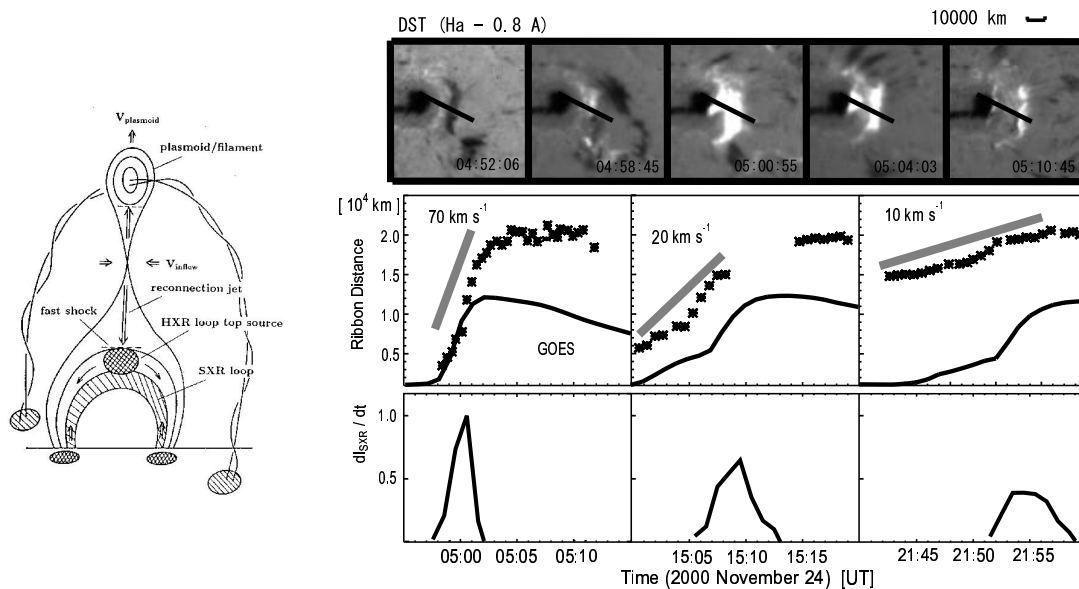 V plasmoid
plasmoid/filament
V inflow
reconnection jet
fast shock
HXR loop top source
SXR loop
DST (Ha - 0.8 A)
10000 km
04:52:06
04:58:45
05:00:55
05:04:03
05:10:45
[ 10⁴ km]
Ribbon Distance
2.0
1.5
1.0
0.5
70 km s⁻¹
GOES
20 km s⁻¹
10 km s⁻¹
dI_SXR / dt
1.0
0.5
05:00 05:05 05:10 15:05 15:10 15:15 21:45 21:50 21:55
Time (2000 November 24) [UT]